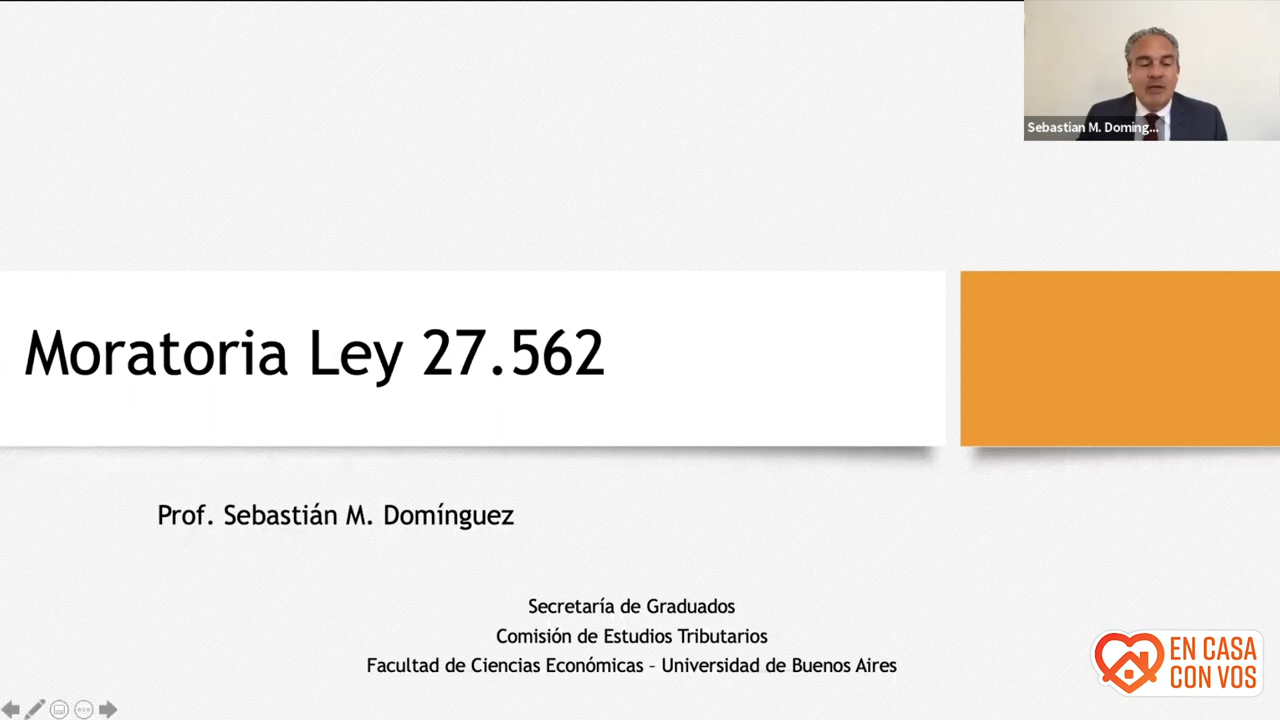 Sebastian M. Doming...
Moratoria Ley 27.562
Prof. Sebastián M. Domínguez
Secretaría de Graduados
Comisión de Estudios Tributarios
Facultad de Ciencias Económicas – Universidad de Buenos Aires
EN CASA
CON VOS